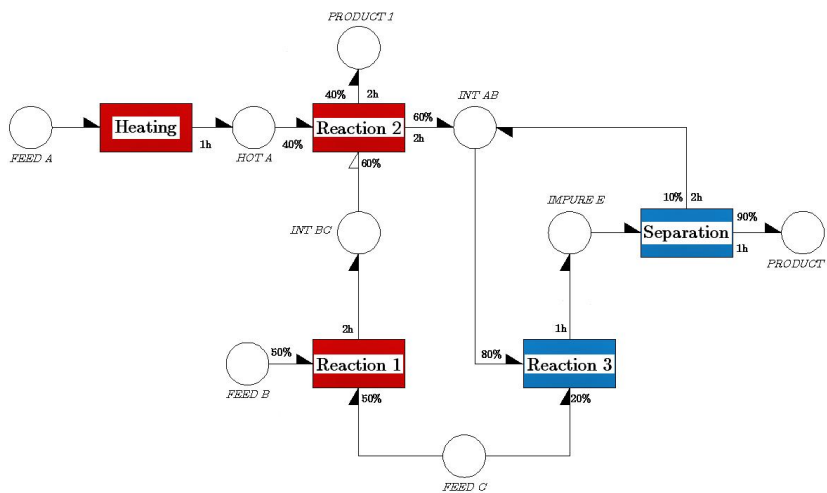 PRODUCT 1
40%
2h
FEED A
Heating
1h
HOT A
40%
Reaction 2
60%
2h
INT AB
60%
INT BC
IMPURE E
10%
2h
Separation
90%
1h
PRODUCT
2h
1h
50%
FEED B
Reaction 1
50%
80%
Reaction 3
20%
FEED C